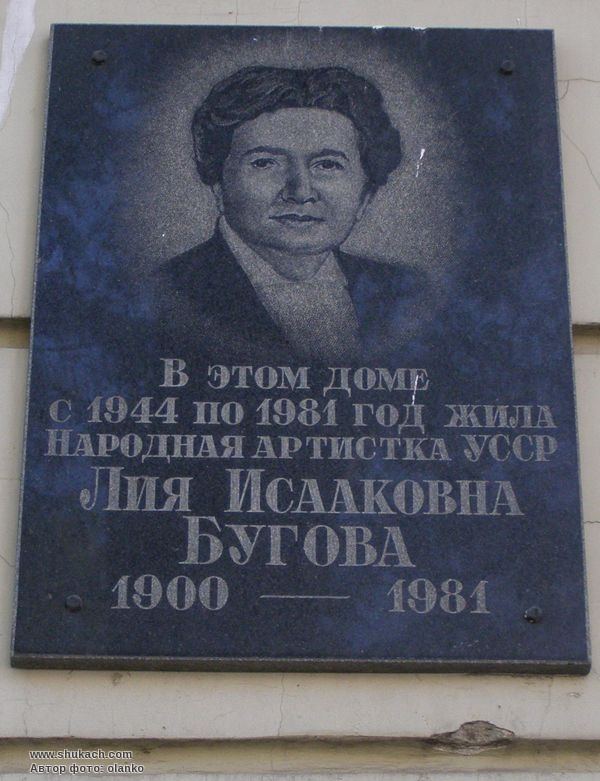 В этом доме
с 1944 по 1981 год жила
Народная артистка УССР
Лия Исааковна
Бугова
1900 — 1981
www.shukach.com
Автор фото: olanko